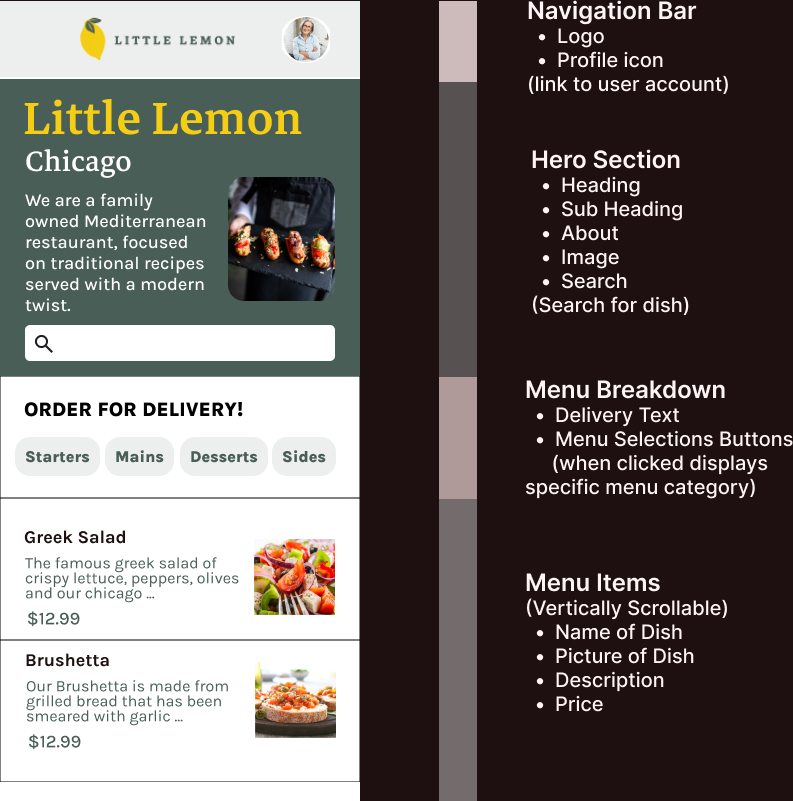 LITTLE LEMON
Little Lemon
Chicago
We are a family
owned Mediterranean
restaurant, focused
on traditional recipes
served with a modern
twist.
ORDER FOR DELIVERY!
Starters Mains Desserts Sides
Greek Salad
The famous greek salad of
crispy lettuce, peppers, olives
and our chicago ...
$12.99
Brushetta
Our Brushetta is made from
grilled bread that has been
smeared with garlic ...
$12.99
Navigation Bar
• Logo
• Profile icon
(link to user account)
Hero Section
• Heading
• Sub Heading
• About
• Image
• Search
(Search for dish)
Menu Breakdown
• Delivery Text
• Menu Selections Buttons
(when clicked displays
specific menu category)
Menu Items
(Vertically Scrollable)
• Name of Dish
• Picture of Dish
• Description
• Price